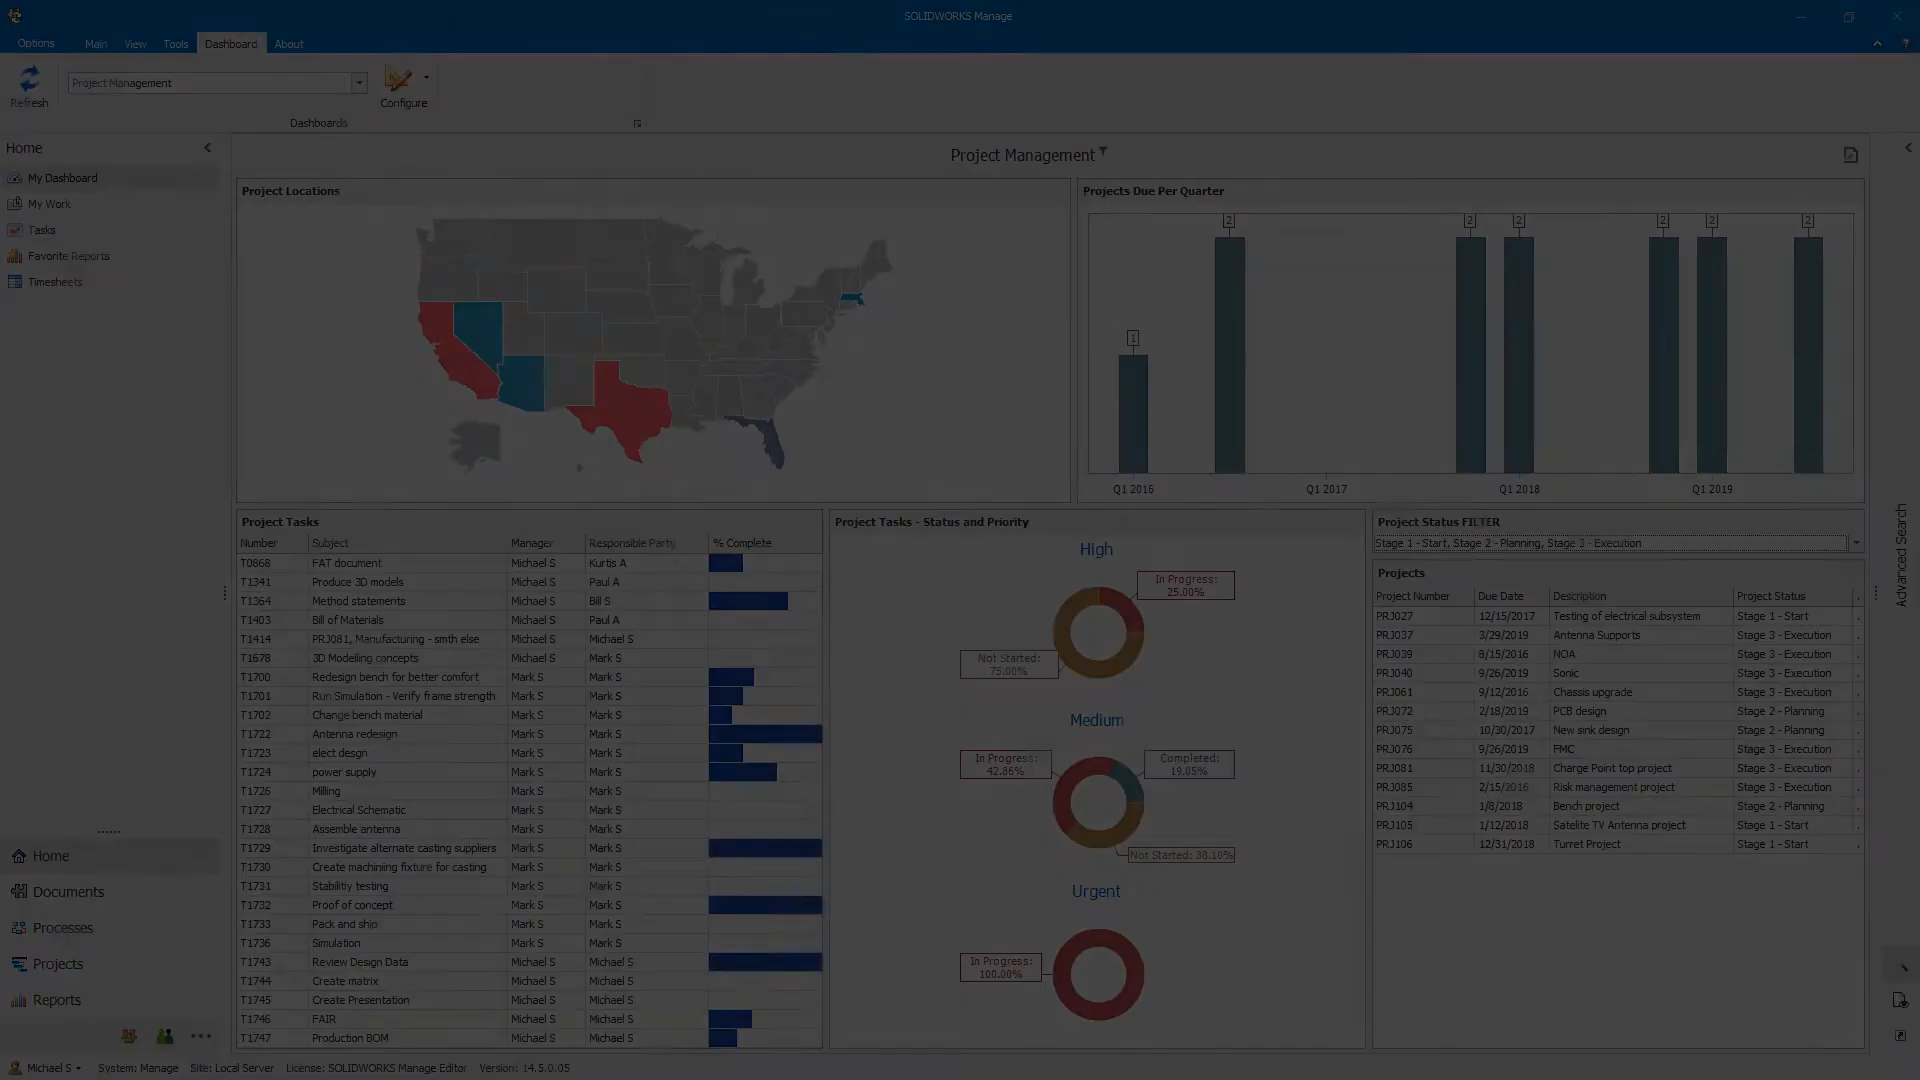 SOLIDWORKS Manage
Options Main View Tools Dashboard About
Refresh
Project Management
Configure
Dashboards
Home
My Dashboard
My Work
Tasks
Favorite Reports
Timesheets
Home
Documents
Processes
Projects
Reports
Project Management
Project Locations
Projects Due Per Quarter
1 2 2 2 2 2 2
Q1 2016 Q1 2017 Q1 2018 Q1 2019
Project Tasks
Number Subject Manager Responsible Party % Complete
T0868 FAT document Michael S Kurtis A
T1341 Produce 3D models Michael S Paul A
T1364 Method statements Michael S Bill S
T1403 Bill of Materials Michael S Paul A
T1414 PRJ081, Manufacturing - smth else Michael S Michael S
T1678 3D Modelling concepts Michael S Mark S
T1700 Redesign bench for better comfort Mark S Mark S
T1701 Run Simulation - Verify frame strength Mark S Mark S
T1702 Change bench material Mark S Mark S
T1722 Antenna redesign Mark S Mark S
T1723 elect desgn Mark S Mark S
T1724 power supply Mark S Mark S
T1726 Milling Mark S Mark S
T1727 Electrical Schematic Mark S Mark S
T1728 Assemble antenna Mark S Mark S
T1729 Investigate alternate casting suppliers Mark S Mark S
T1730 Create machiniing fixture for casting Mark S Mark S
T1731 Stabilitiy testing Mark S Mark S
T1732 Proof of concept Mark S Mark S
T1733 Pack and ship Mark S Mark S
T1736 Simulation Mark S Mark S
T1743 Review Design Data Michael S Michael S
T1744 Create matrix Michael S Michael S
T1745 Create Presentation Michael S Michael S
T1746 FAIR Michael S Michael S
T1747 Production BOM Michael S Michael S
Project Tasks - Status and Priority
High
In Progress:
25.00%
Not Started:
75.00%
Medium
In Progress:
42.86%
Completed:
19.05%
Not Started: 38.10%
Urgent
In Progress:
100.00%
Project Status FILTER
Stage 1 - Start, Stage 2 - Planning, Stage 3 - Execution
Projects
Project Number Due Date Description Project Status
PRJ027 12/15/2017 Testing of electrical subsystem Stage 1 - Start
PRJ037 3/29/2019 Antenna Supports Stage 3 - Execution
PRJ039 8/15/2016 NOA Stage 3 - Execution
PRJ040 9/26/2019 Sonic Stage 3 - Execution
PRJ061 9/12/2016 Chassis upgrade Stage 3 - Execution
PRJ072 2/18/2019 PCB design Stage 2 - Planning
PRJ075 10/30/2017 New sink design Stage 2 - Planning
PRJ076 9/26/2019 FMC Stage 3 - Execution
PRJ081 11/30/2018 Charge Point top project Stage 3 - Execution
PRJ085 2/15/2016 Risk management project Stage 3 - Execution
PRJ104 1/8/2018 Bench project Stage 2 - Planning
PRJ105 1/12/2018 Satelite TV Antenna project Stage 1 - Start
PRJ106 12/31/2018 Turret Project Stage 1 - Start
Advanced Search
Michael S System: Manage Site: Local Server License: SOLIDWORKS Manage Editor Version: 14.5.0.05